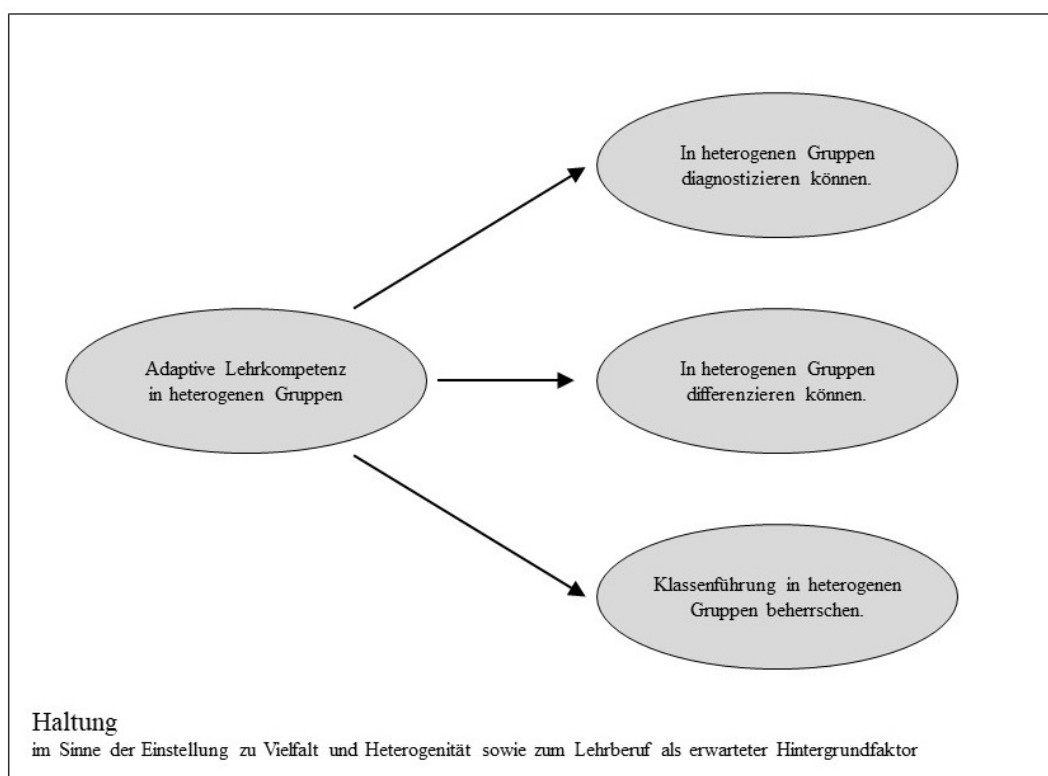 In heterogenen Gruppen
diagnostizieren können.
Adaptive Lehrkompetenz
in heterogenen Gruppen
In heterogenen Gruppen
differenzieren können.
Klassenführung in heterogenen
Gruppen beherrschen.
Haltung
im Sinne der Einstellung zu Vielfalt und Heterogenität sowie zum Lehrberuf als erwarteter Hintergrundfaktor